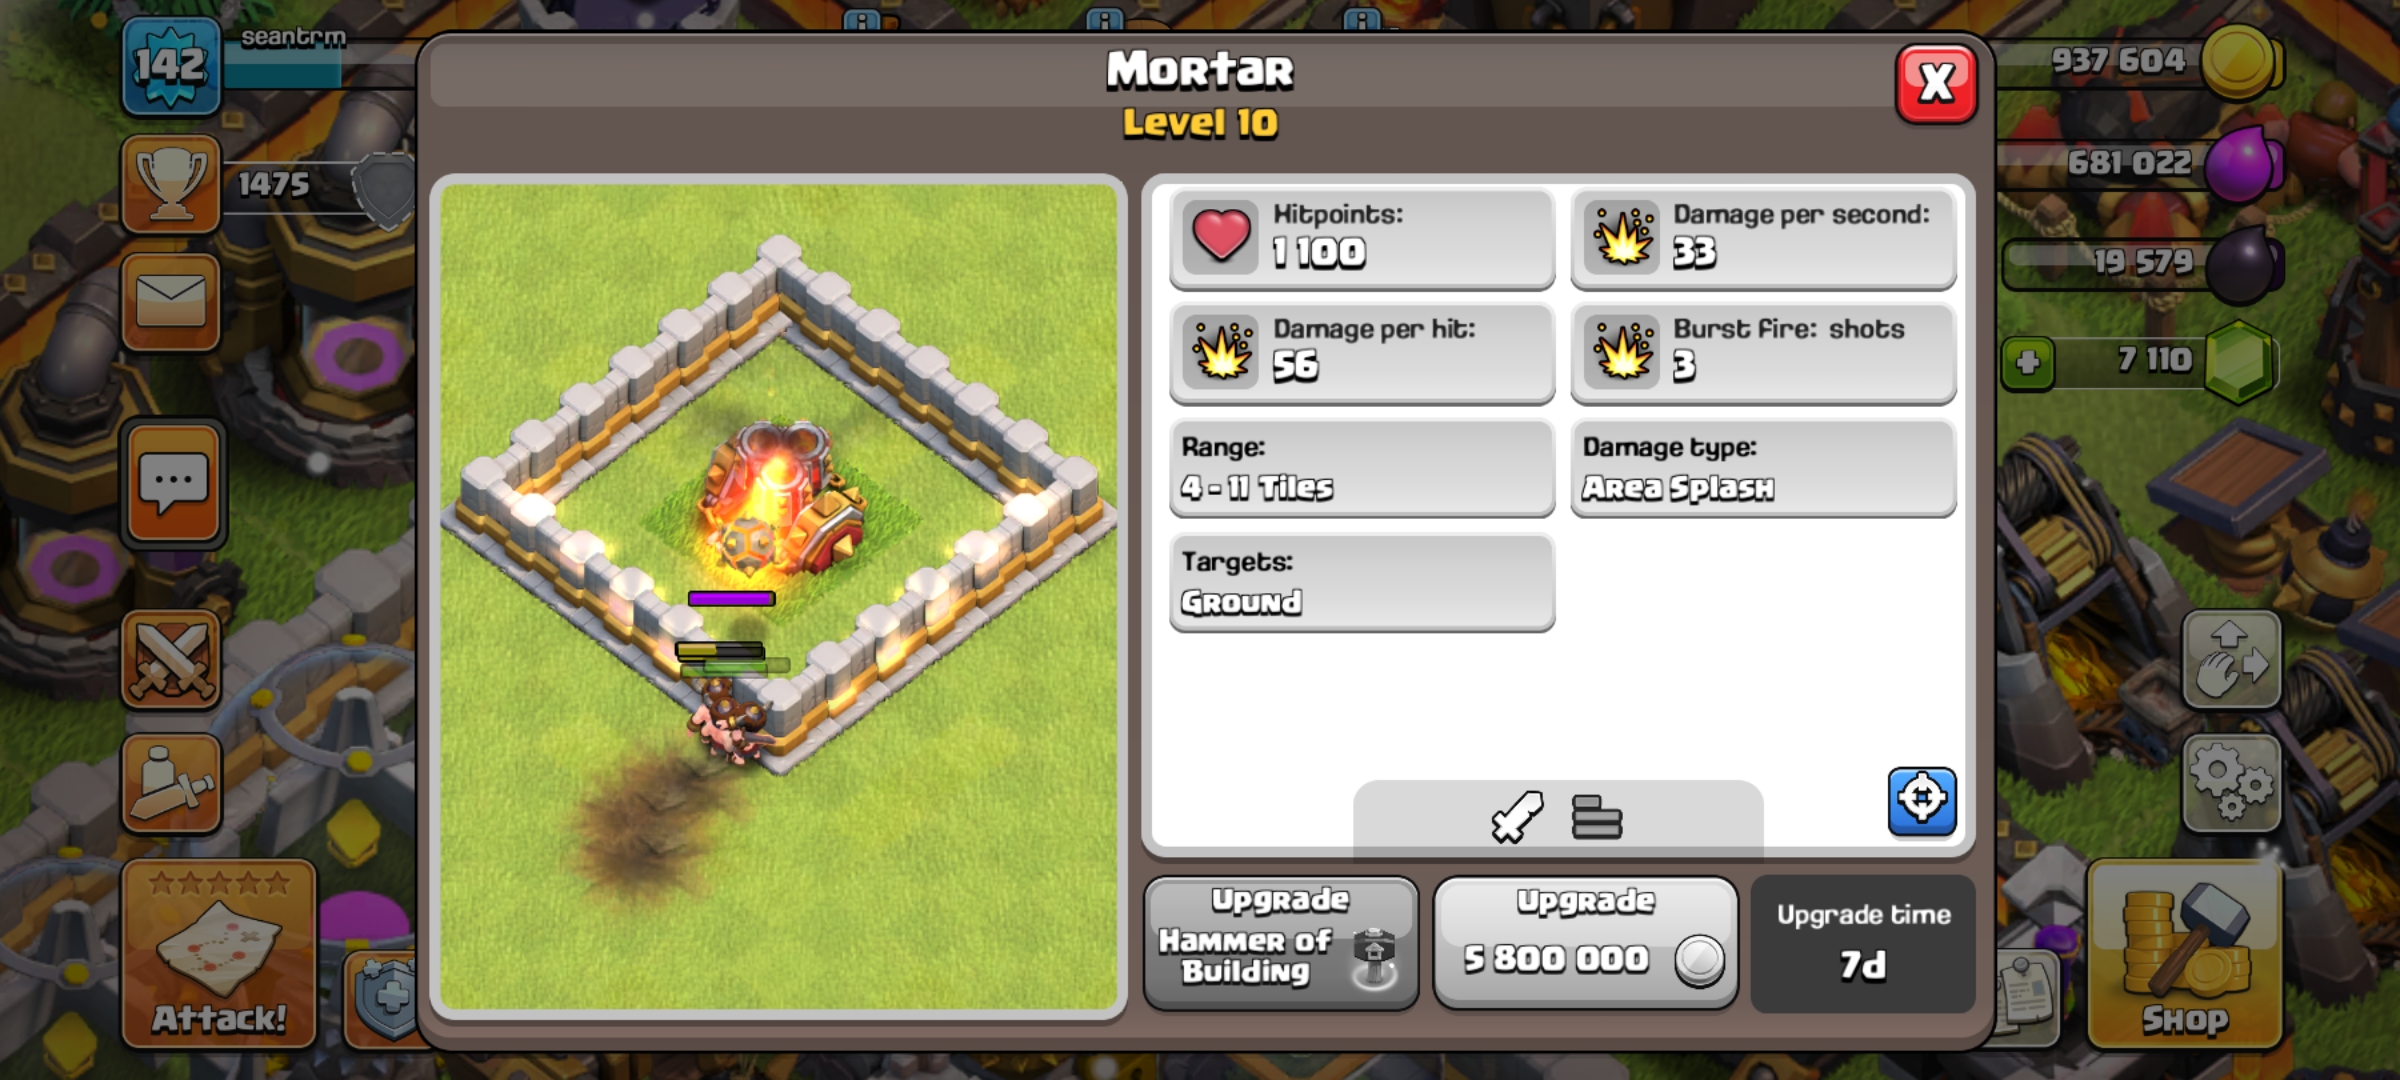 142
seantrm
1475
Attack!
Mortar
Level 10
X
Hitpoints:
1 100
Damage per second:
33
Damage per hit:
56
Burst fire: shots
3
Range:
4 - 11 Tiles
Damage type:
Area Splash
Targets:
Ground
Upgrade
Hammer of
Building
Upgrade
5 800 000
Upgrade time
7d
937 604
681 022
19 579
7 110
Shop